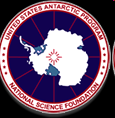 UNITED STATES ANTARCTIC PROGRAM
NATIONAL SCIENCE FOUNDATION